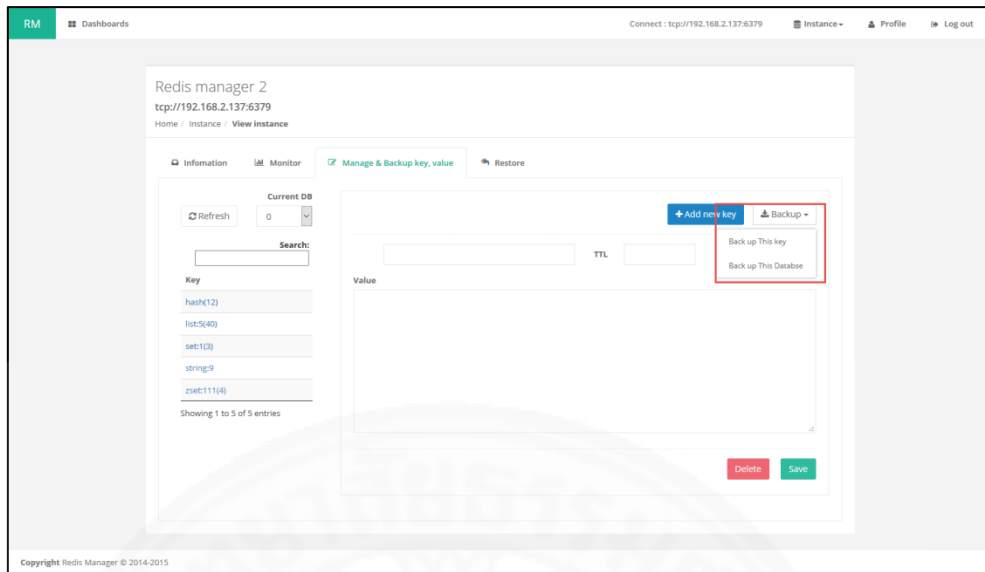 RM Dashboards Connect : tcp://192.168.2.137:6379 Instance Profile Log out
Redis manager 2
tcp://192.168.2.137:6379
Home / Instance / View instance
Infomation Monitor Manage & Backup key, value Restore
Current DB
Refresh 0
Search:
Key
hash(12)
list:5(40)
set:1(3)
string:9
zset:111(4)
Showing 1 to 5 of 5 entries
+ Add new key Backup
Back up This key
Back up This Databse
TTL
Value
Delete Save
Copyright Redis Manager © 2014-2015